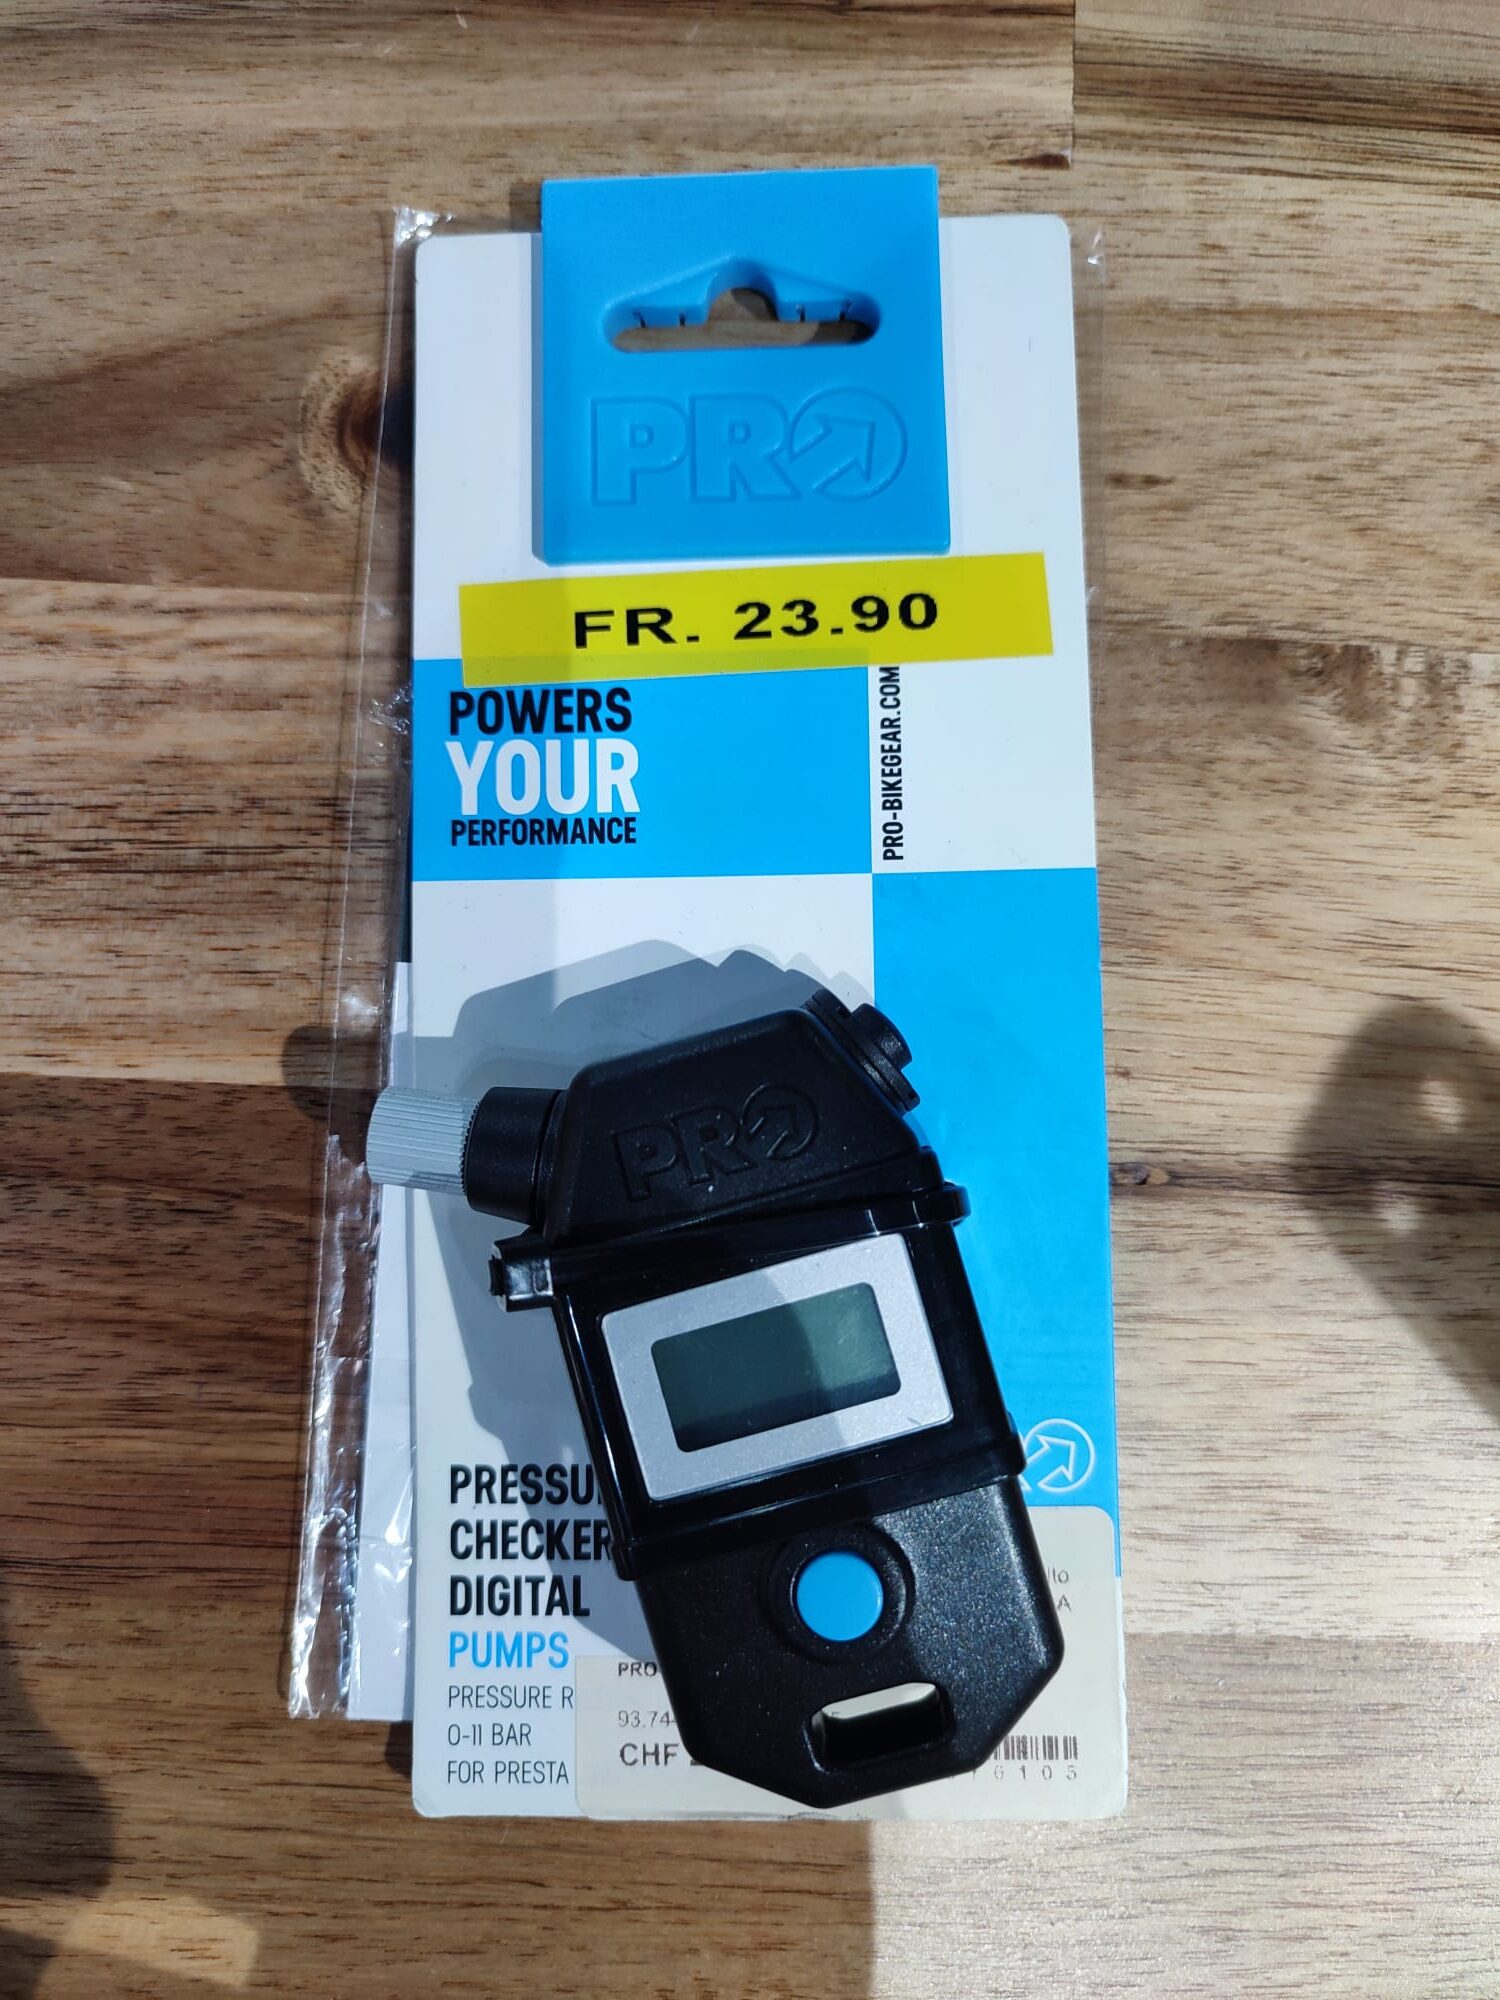 PRO
FR. 23.90
POWERS
YOUR
PERFORMANCE
PRO-BIKEGEAR.COM
PRO
CHECKER
DIGITAL
PUMPS
PRESSURE
0-11 BAR
FOR PRESTA
PRO
CHF